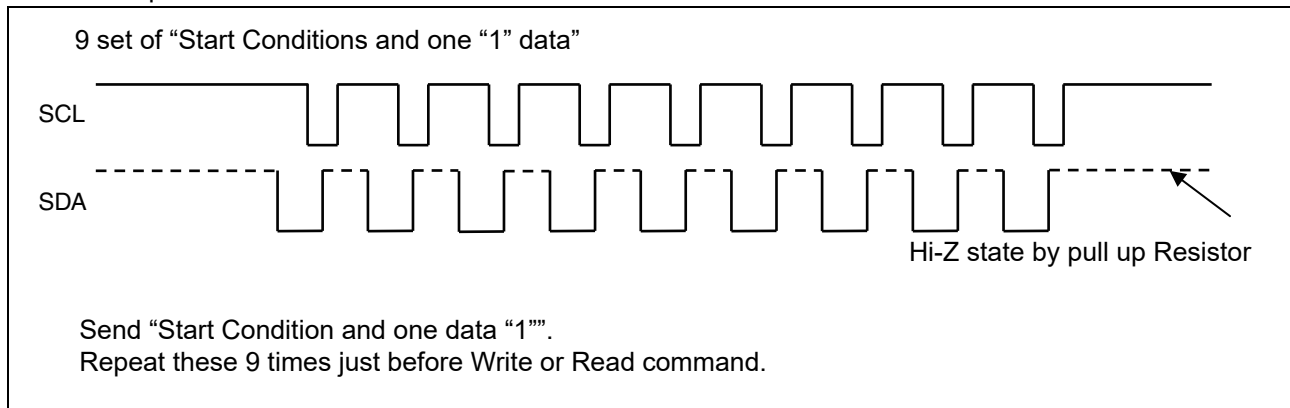 9 set of “Start Conditions and one “1” data”
SCL
SDA
Hi-Z state by pull up Resistor
Send “Start Condition and one data “1””.
Repeat these 9 times just before Write or Read command.